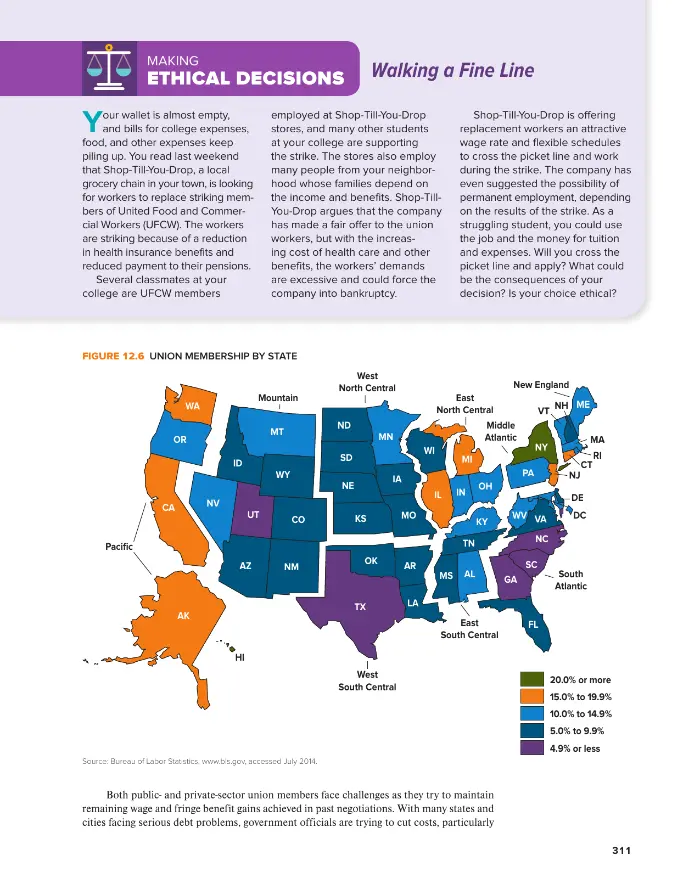 MAKING
ETHICAL DECISIONS
Walking a Fine Line
Your wallet is almost empty,
and bills for college expenses,
food, and other expenses keep
piling up. You read last weekend
that Shop-Till-You-Drop, a local
grocery chain in your town, is looking
for workers to replace striking mem-
bers of United Food and Commer-
cial Workers (UFCW). The workers
are striking because of a reduction
in health insurance benefits and
reduced payment to their pensions.
Several classmates at your
college are UFCW members
employed at Shop-Till-You-Drop
stores, and many other students
at your college are supporting
the strike. The stores also employ
many people from your neighbor-
hood whose families depend on
the income and benefits. Shop-Till-
You-Drop argues that the company
has made a fair offer to the union
workers, but with the increas-
ing cost of health care and other
benefits, the workers’ demands
are excessive and could force the
company into bankruptcy.
Shop-Till-You-Drop is offering
replacement workers an attractive
wage rate and flexible schedules
to cross the picket line and work
during the strike. The company has
even suggested the possibility of
permanent employment, depending
on the results of the strike. As a
struggling student, you could use
the job and the money for tuition
and expenses. Will you cross the
picket line and apply? What could
be the consequences of your
decision? Is your choice ethical?
FIGURE 12.6 UNION MEMBERSHIP BY STATE
West
North Central
Mountain
East
North Central
New England
Middle
Atlantic
VT
NH
ME
WA
OR
MT
ND
MN
WI
MI
NY
MA
RI
CT
NJ
ID
WY
SD
NE
IA
IL
IN
OH
PA
DE
DC
CA
NV
UT
CO
KS
MO
KY
WV
VA
Pacific
AZ
NM
OK
AR
TN
NC
SC
South
Atlantic
TX
LA
MS
AL
GA
FL
East
South Central
AK
HI
West
South Central
20.0% or more
15.0% to 19.9%
10.0% to 14.9%
5.0% to 9.9%
4.9% or less
Source: Bureau of Labor Statistics, www.bls.gov, accessed July 2014.
Both public- and private-sector union members face challenges as they try to maintain
remaining wage and fringe benefit gains achieved in past negotiations. With many states and
cities facing serious debt problems, government officials are trying to cut costs, particularly
311